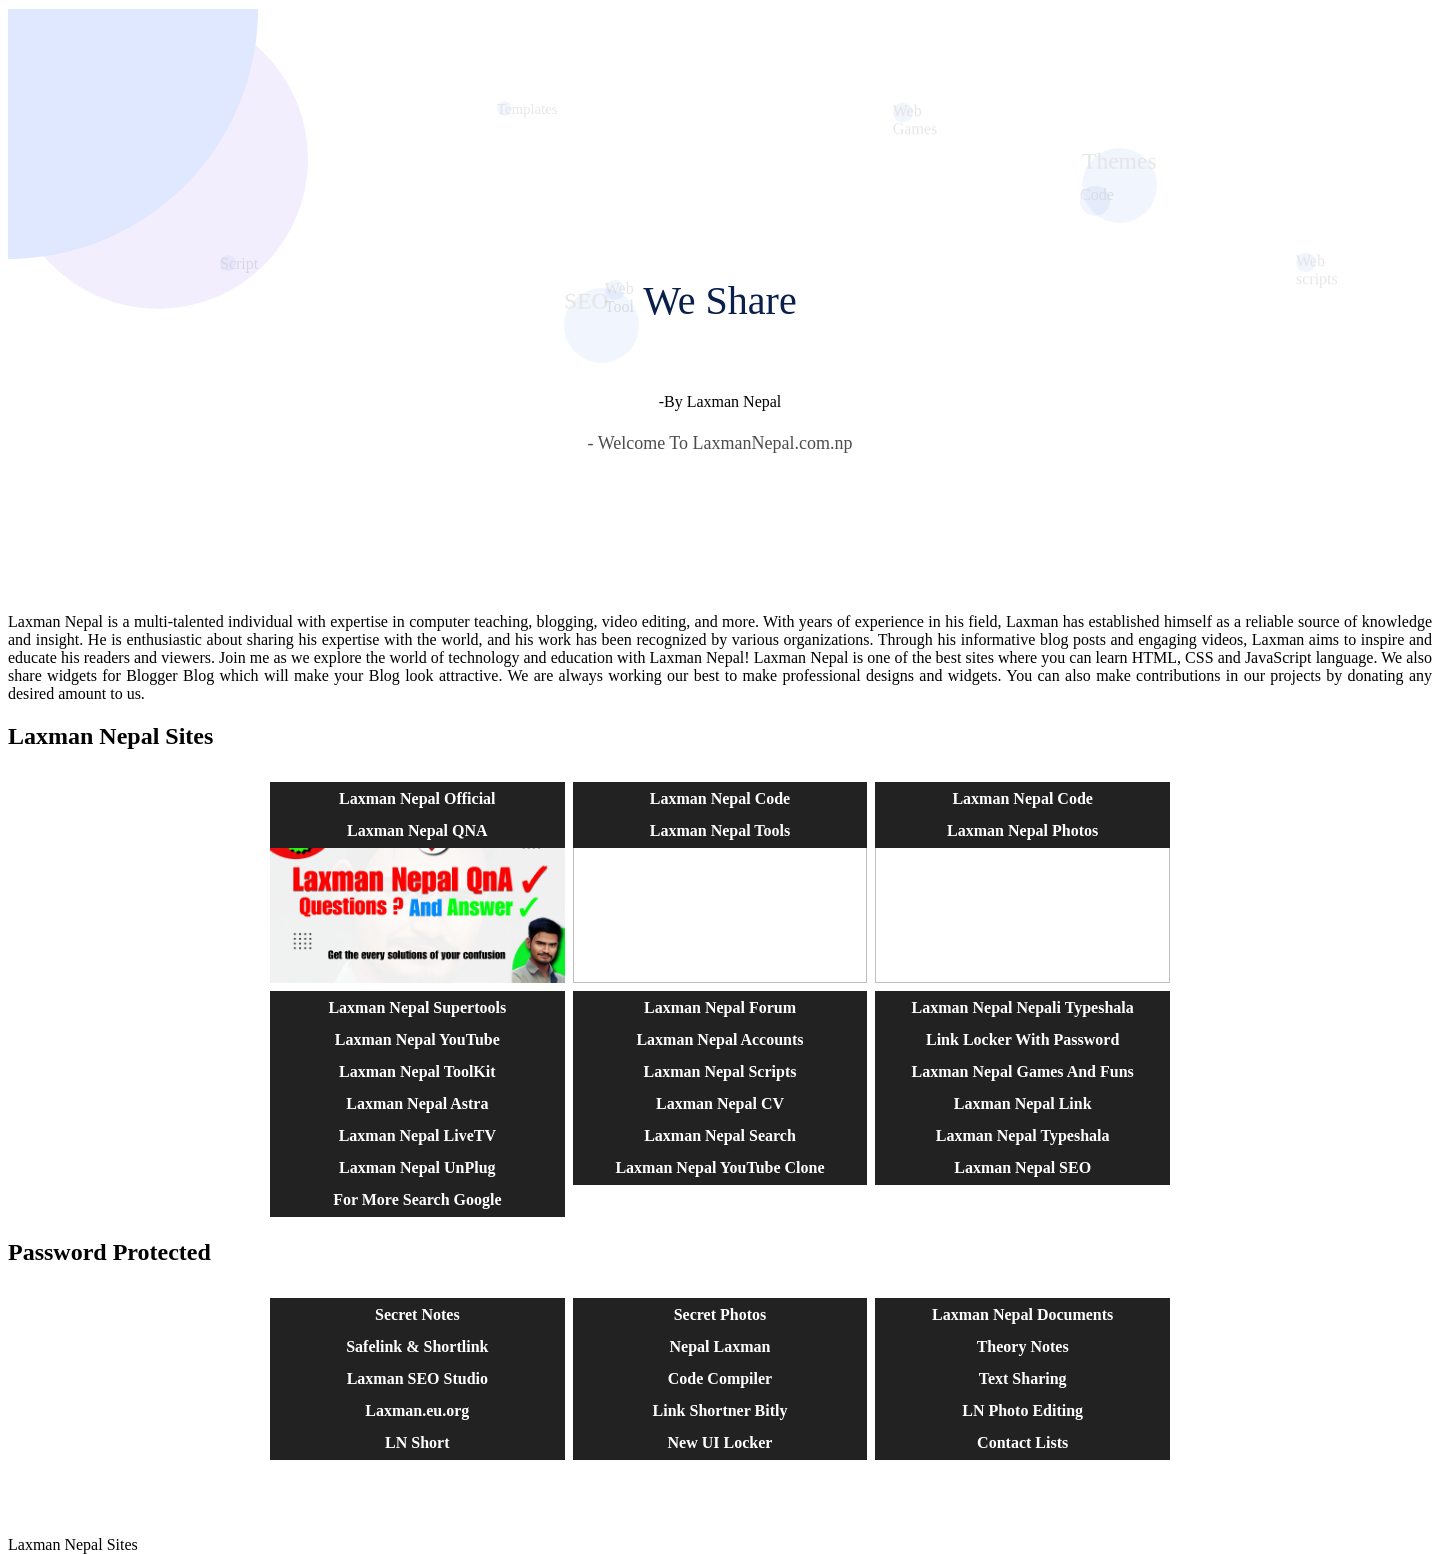 Templates
Web
Games
Themes
Code
Script
Web
scripts
SEO
Web
Tool
We Share
-By Laxman Nepal
- Welcome To LaxmanNepal.com.np
Laxman Nepal is a multi-talented individual with expertise in computer teaching, blogging, video editing, and more. With years of experience in his field, Laxman has established himself as a reliable source of knowledge
and insight. He is enthusiastic about sharing his expertise with the world, and his work has been recognized by various organizations. Through his informative blog posts and engaging videos, Laxman aims to inspire and
educate his readers and viewers. Join me as we explore the world of technology and education with Laxman Nepal! Laxman Nepal is one of the best sites where you can learn HTML, CSS and JavaScript language. We also
share widgets for Blogger Blog which will make your Blog look attractive. We are always working our best to make professional designs and widgets. You can also make contributions in our projects by donating any
desired amount to us.
Laxman Nepal Sites
Laxman Nepal Official
Laxman Nepal Code
Laxman Nepal Code
Laxman Nepal QNA
Laxman Nepal Tools
Laxman Nepal Photos
Laxman Nepal QnA
Questions ? And Answer
Get the every solutions of your confusion
Laxman Nepal Supertools
Laxman Nepal Forum
Laxman Nepal Nepali Typeshala
Laxman Nepal YouTube
Laxman Nepal Accounts
Link Locker With Password
Laxman Nepal ToolKit
Laxman Nepal Scripts
Laxman Nepal Games And Funs
Laxman Nepal Astra
Laxman Nepal CV
Laxman Nepal Link
Laxman Nepal LiveTV
Laxman Nepal Search
Laxman Nepal Typeshala
Laxman Nepal UnPlug
Laxman Nepal YouTube Clone
Laxman Nepal SEO
For More Search Google
Password Protected
Secret Notes
Secret Photos
Laxman Nepal Documents
Safelink & Shortlink
Nepal Laxman
Theory Notes
Laxman SEO Studio
Code Compiler
Text Sharing
Laxman.eu.org
Link Shortner Bitly
LN Photo Editing
LN Short
New UI Locker
Contact Lists
Laxman Nepal Sites